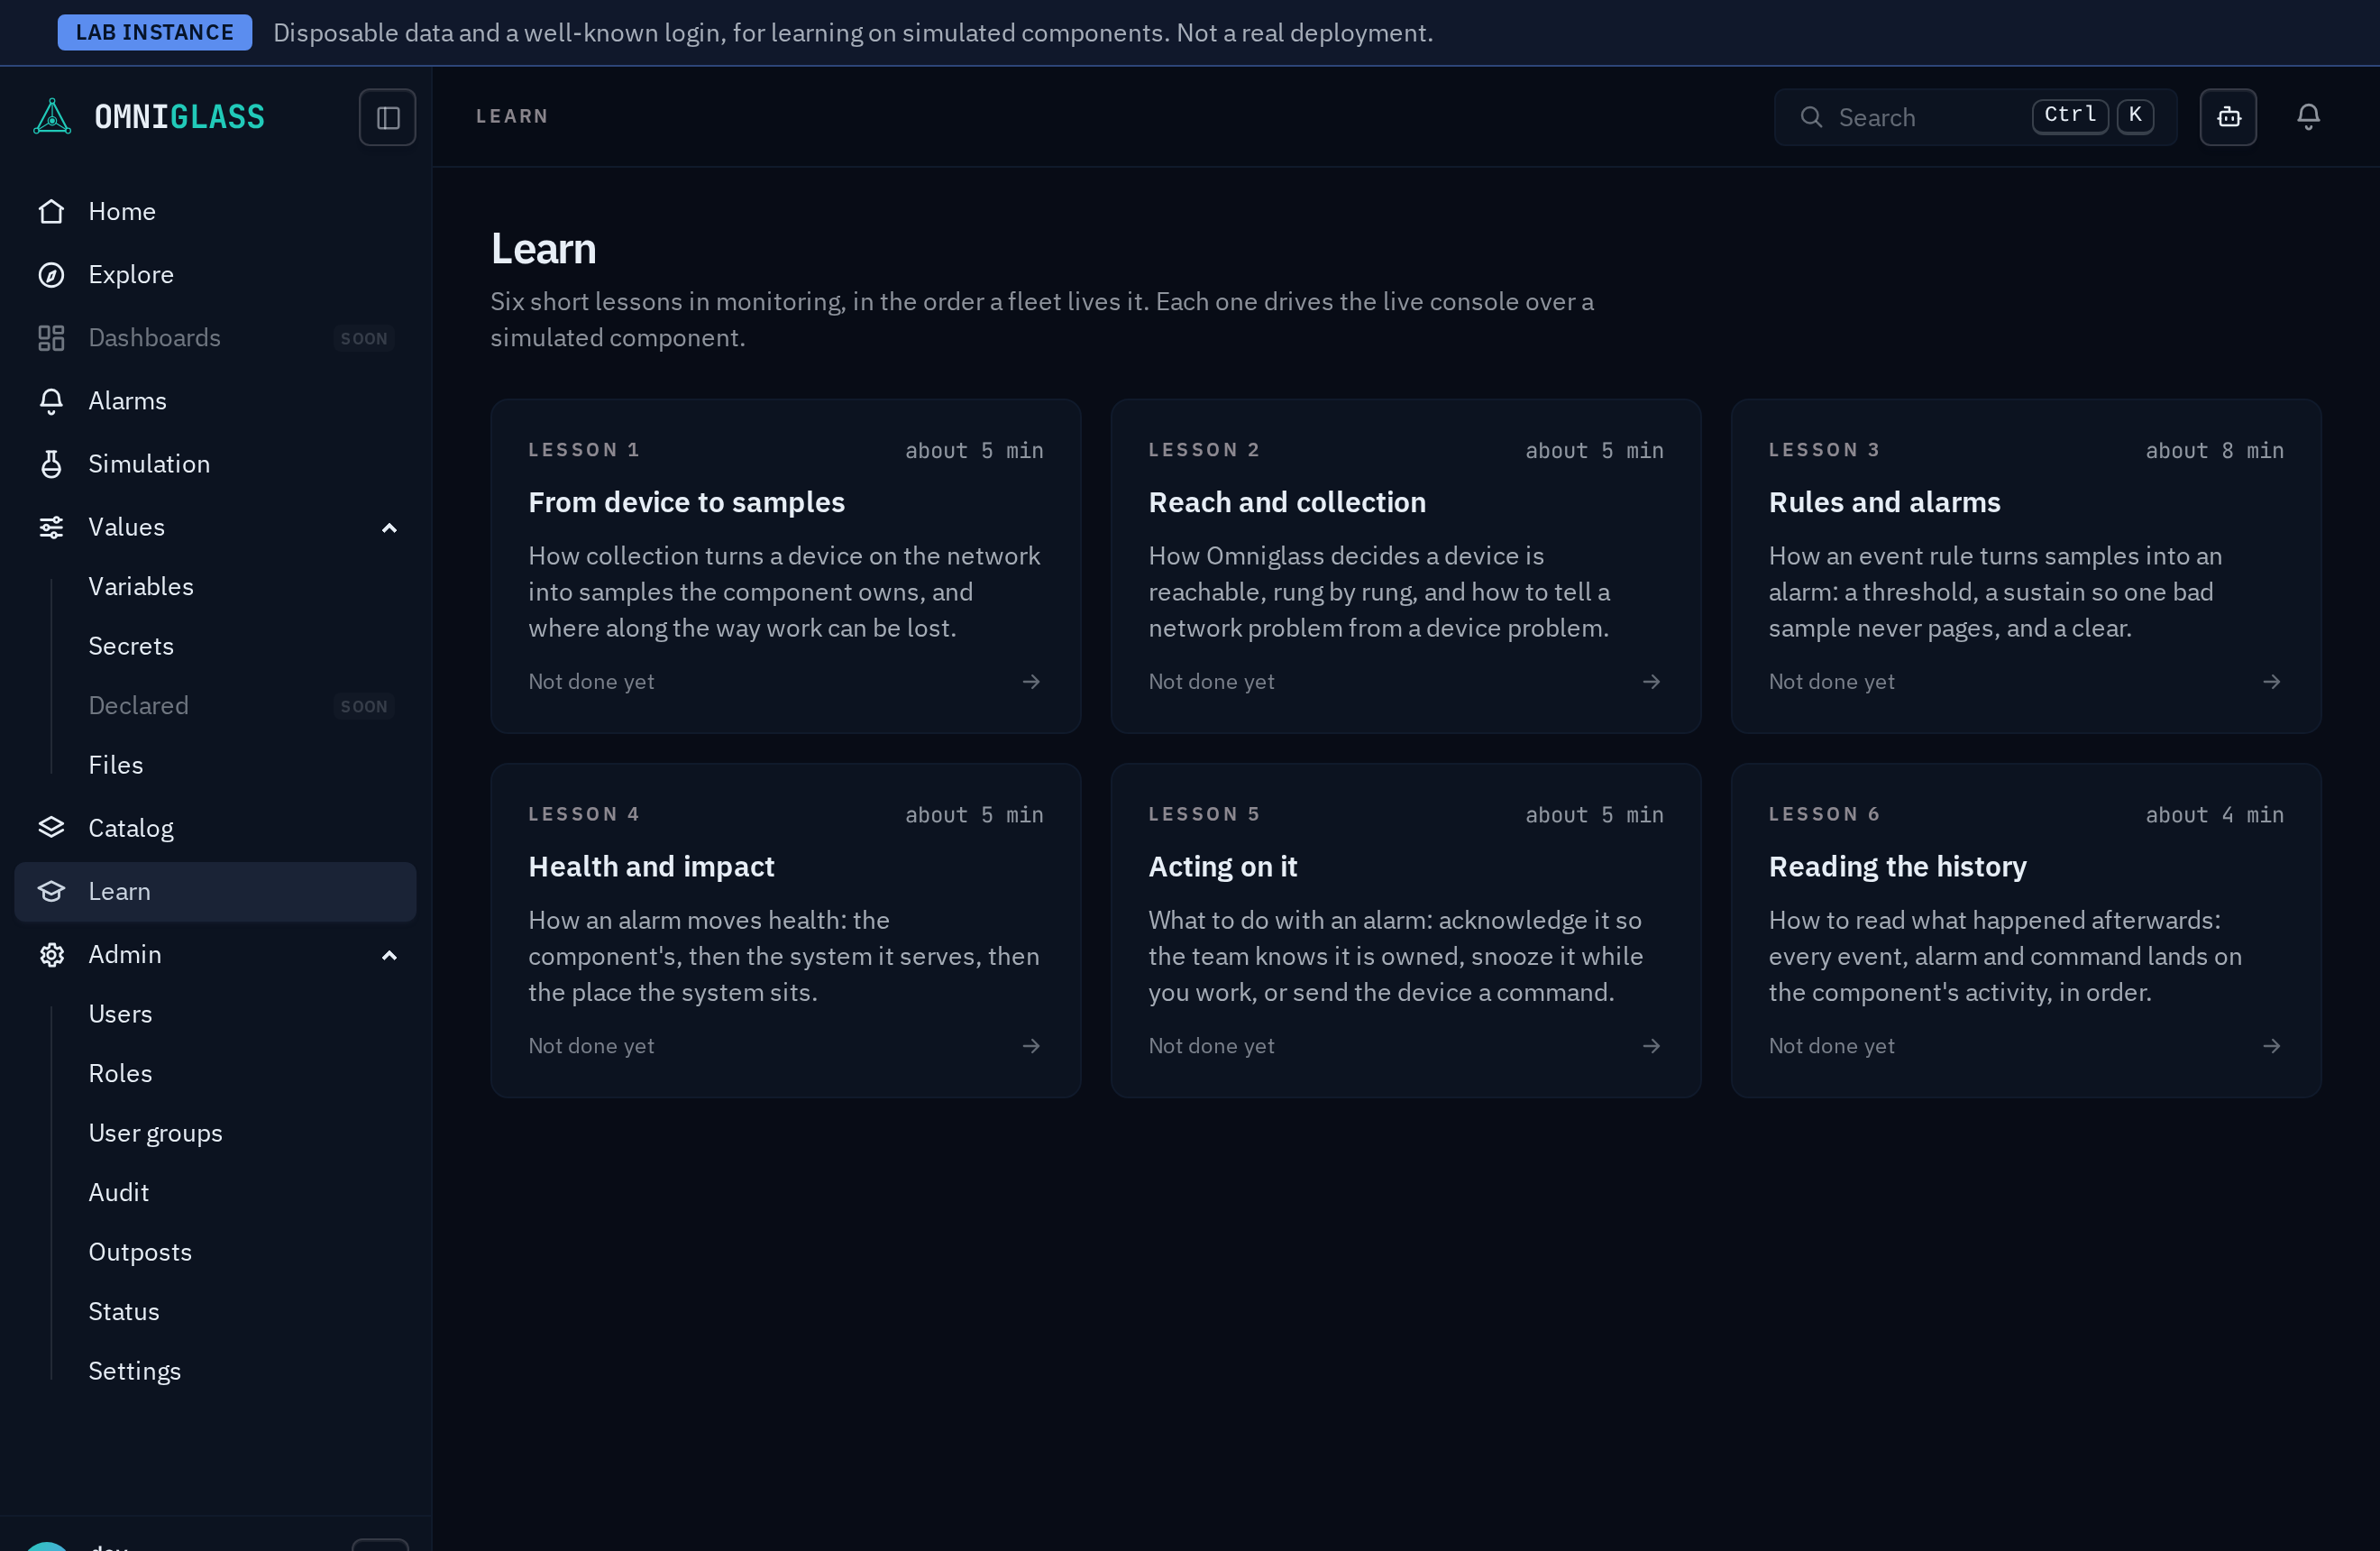 LAB INSTANCE Disposable data and a well-known login, for learning on simulated components. Not a real deployment.
OMNIGLASS
LEARN
Search Ctrl K
Home
Explore
Dashboards SOON
Alarms
Simulation
Values
Variables
Secrets
Declared SOON
Files
Catalog
Learn
Admin
Users
Roles
User groups
Audit
Outposts
Status
Settings
Learn
Six short lessons in monitoring, in the order a fleet lives it. Each one drives the live console over a
simulated component.
LESSON 1 about 5 min
From device to samples
How collection turns a device on the network
into samples the component owns, and
where along the way work can be lost.
Not done yet
LESSON 2 about 5 min
Reach and collection
How Omniglass decides a device is
reachable, rung by rung, and how to tell a
network problem from a device problem.
Not done yet
LESSON 3 about 8 min
Rules and alarms
How an event rule turns samples into an
alarm: a threshold, a sustain so one bad
sample never pages, and a clear.
Not done yet
LESSON 4 about 5 min
Health and impact
How an alarm moves health: the
component's, then the system it serves, then
the place the system sits.
Not done yet
LESSON 5 about 5 min
Acting on it
What to do with an alarm: acknowledge it so
the team knows it is owned, snooze it while
you work, or send the device a command.
Not done yet
LESSON 6 about 4 min
Reading the history
How to read what happened afterwards:
every event, alarm and command lands on
the component's activity, in order.
Not done yet